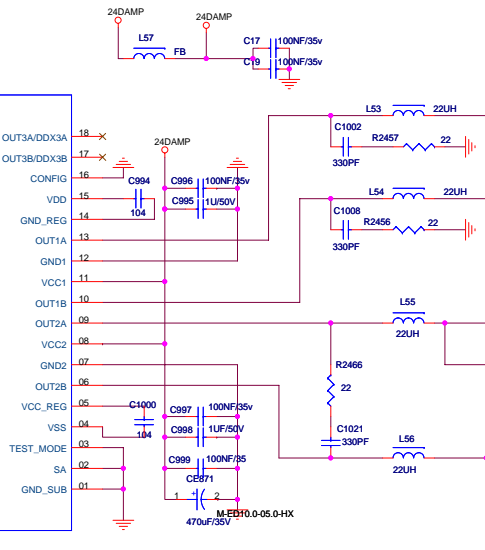 24DAMP
24DAMP
L57
FB
C17
100NF/35v
C19
100NF/35v
L53
22UH
C1002
R2457
22
330PF
OUT3A/DDX3A
18
24DAMP
OUT3B/DDX3B
17
CONFIG
16
C994
C996
100NF/35v
L54
22UH
VDD
15
C995
1U/50V
104
C1008
R2456
22
GND_REG
14
330PF
OUT1A
13
GND1
12
VCC1
11
OUT1B
10
L55
OUT2A
09
22UH
VCC2
08
GND2
07
R2466
OUT2B
06
22
VCC_REG
05
C1000
C997
100NF/35v
VSS
04
104
C998
1UF/50V
C1021
330PF
L56
TEST_MODE
03
C999
100NF/35
SA
02
22UH
CE871
GND_SUB
01
1
+
2
M-ED10.0-05.0-HX
470uF/35V